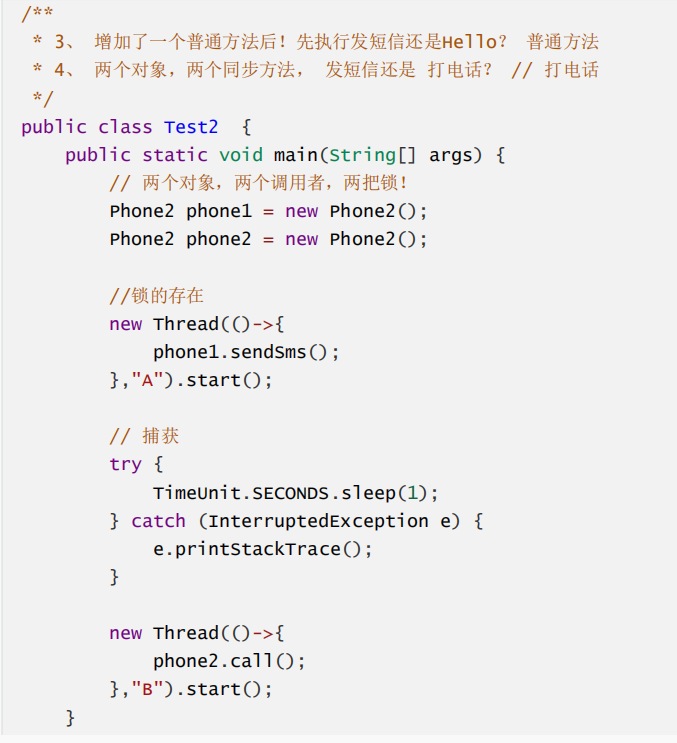 /**
 * 3、 增加了一个普通方法后！先执行发短信还是Hello？ 普通方法
 * 4、 两个对象，两个同步方法， 发短信还是 打电话？ // 打电话
 */
public class Test2  {
    public static void main(String[] args) {
        // 两个对象，两个调用者，两把锁！
        Phone2 phone1 = new Phone2();
        Phone2 phone2 = new Phone2();

        //锁的存在
        new Thread(()->{
            phone1.sendSms();
        },"A").start();

        // 捕获
        try {
            TimeUnit.SECONDS.sleep(1);
        } catch (InterruptedException e) {
            e.printStackTrace();
        }

        new Thread(()->{
            phone2.call();
        },"B").start();
    }